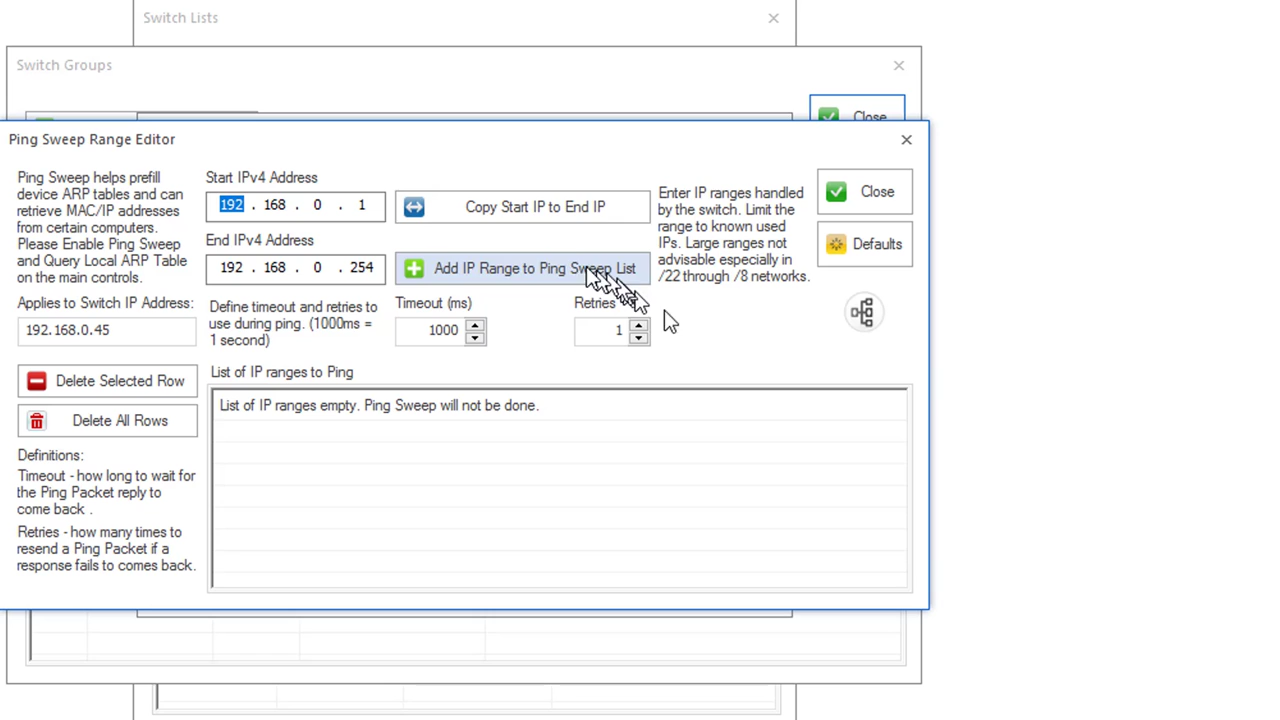 Switch Lists
Switch Groups
Close
Ping Sweep Range Editor
Ping Sweep helps prefill
device ARP tables and can
retrieve MAC/IP addresses
from certain computers.
Please Enable Ping Sweep
and Query Local ARP Table
on the main controls.
Applies to Switch IP Address:
192.168.0.45
Start IPv4 Address
192 . 168 . 0 . 1
Copy Start IP to End IP
End IPv4 Address
192 . 168 . 0 . 254
Add IP Range to Ping Sweep List
Enter IP ranges handled
by the switch. Limit the
range to known used
IPs. Large ranges not
advisable especially in
/22 through /8 networks.
Close
Defaults
Define timeout and retries to
use during ping. (1000ms =
1 second)
Timeout (ms)
1000
Retries
1
Delete Selected Row
Delete All Rows
Definitions:
Timeout - how long to wait for
the Ping Packet reply to
come back .
Retries - how many times to
resend a Ping Packet if a
response fails to comes back.
List of IP ranges to Ping
List of IP ranges empty. Ping Sweep will not be done.